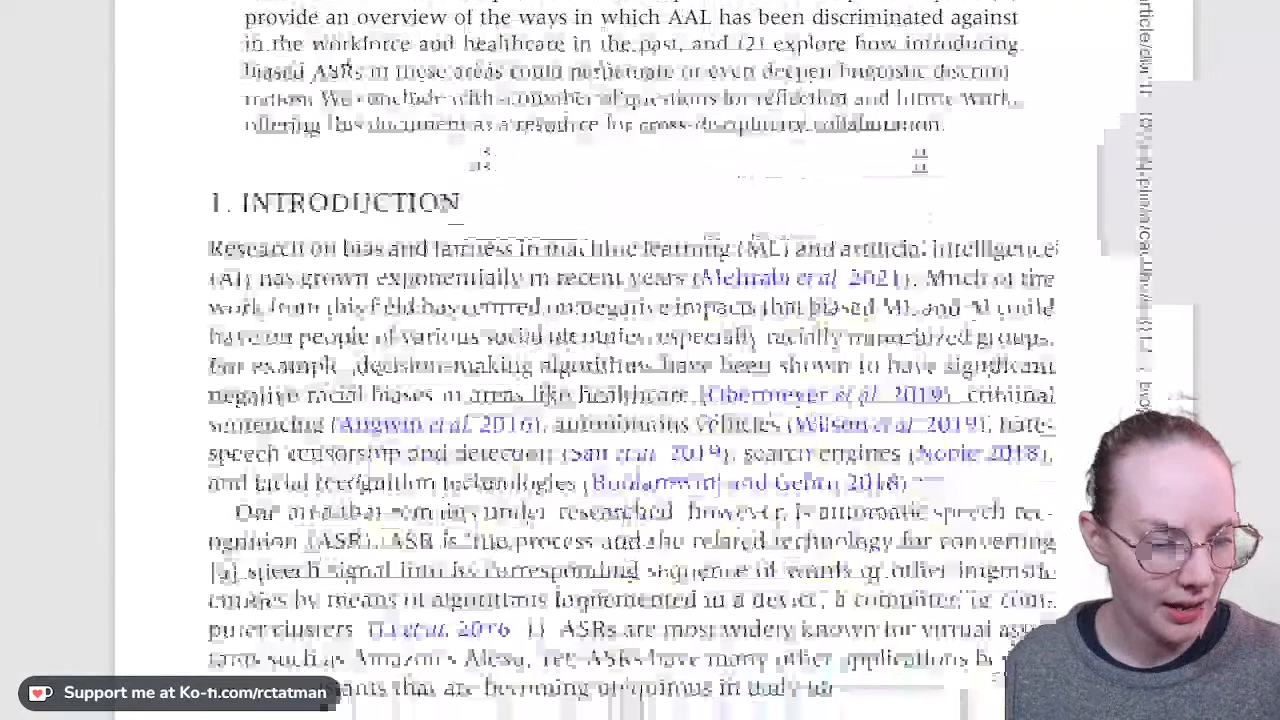 provide an overview of the ways in which AAL has been discriminated against
in the workforce and healthcare in the past, and (2) explore how introducing
biased ASRs in these areas could perpetuate or even deepen linguistic discrimi
nation. We conclude with a number of questions for reflection and future work,
offering this document as a resource for cross-disciplinary collaboration.
1. INTRODUCTION
Research on bias and fairness in machine learning (ML) and artificial intelligence
(AI) has grown exponentially in recent years (Mehrabi et al. 2021). Much of the
work from this field has centred on negative impacts that biased ML and AI could
have on people of various social identities, especially racially minoritized groups.
For example, decision-making algorithms have been shown to have significant
negative racial biases in areas like healthcare (Obermeyer et al. 2019), criminal
sentencing (Angwin et al. 2016), autonomous vehicles (Wilson et al. 2019), hate-
speech censorship and detection (Sap et al. 2019), search engines (Noble 2018),
and facial recognition technologies (Buolamwini and Gebru 2018)
One area that remains under-researched, however, is automatic speech rec-
ognition (ASR). ASR is 'the process and the related technology for converting
[a] speech signal into its corresponding sequence of words or other linguistic
entities by means of algorithms implemented in a device, a computer, or com-
puter clusters' (Li et al. 2016: 1). ASRs are most widely known for virtual assis
tants such as Amazon's Alexa. Yet, ASRs have many other applications
that are becoming ubiquitous in daily
Support me at Ko-fi.com/rctatman